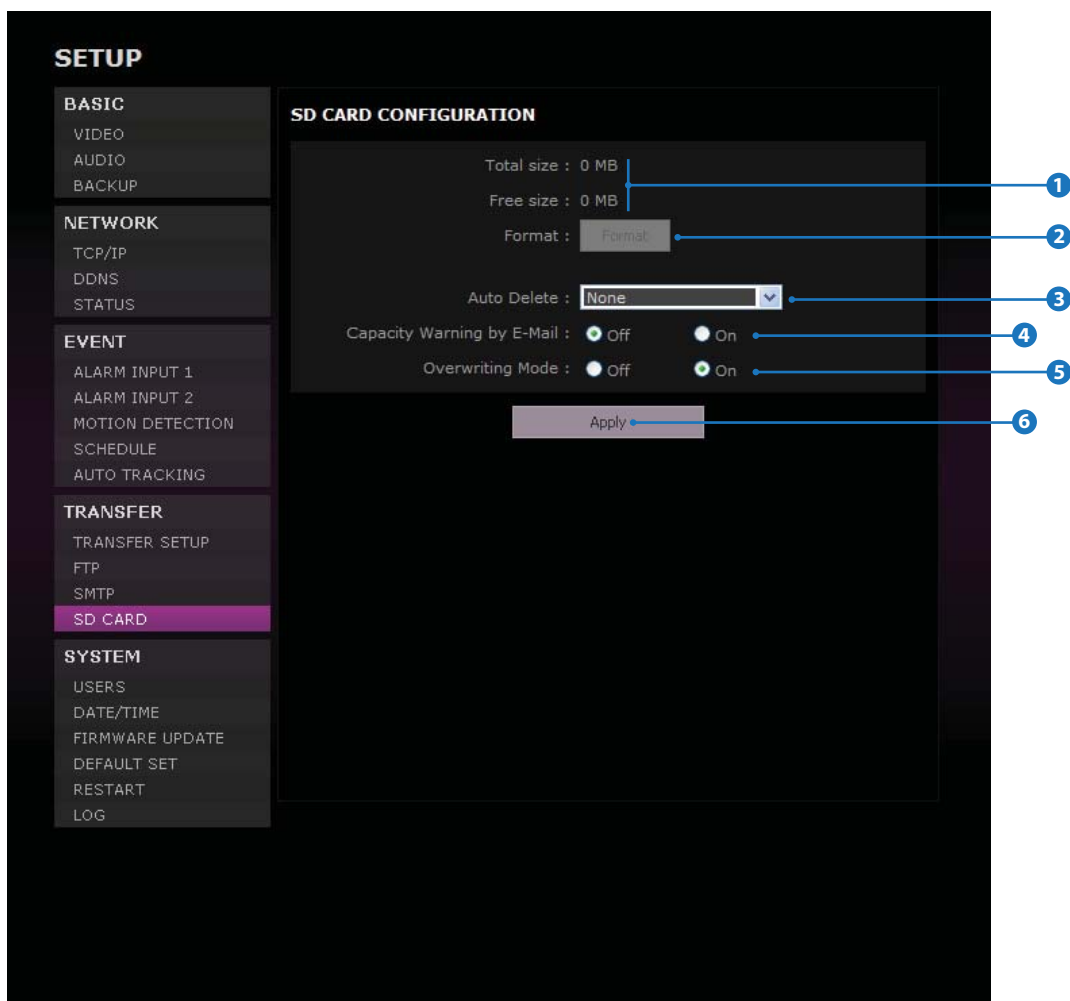 SETUP
BASIC
VIDEO
AUDIO
BACKUP
NETWORK
TCP/IP
DDNS
STATUS
EVENT
ALARM INPUT 1
ALARM INPUT 2
MOTION DETECTION
SCHEDULE
AUTO TRACKING
TRANSFER
TRANSFER SETUP
FTP
SMTP
SD CARD
SYSTEM
USERS
DATE/TIME
FIRMWARE UPDATE
DEFAULT SET
RESTART
LOG
SD CARD CONFIGURATION
Total size : 0 MB
Free size : 0 MB
1
Format : Format
2
Auto Delete : None
3
Capacity Warning by E-Mail : Off On
4
Overwriting Mode : Off On
5
Apply
6